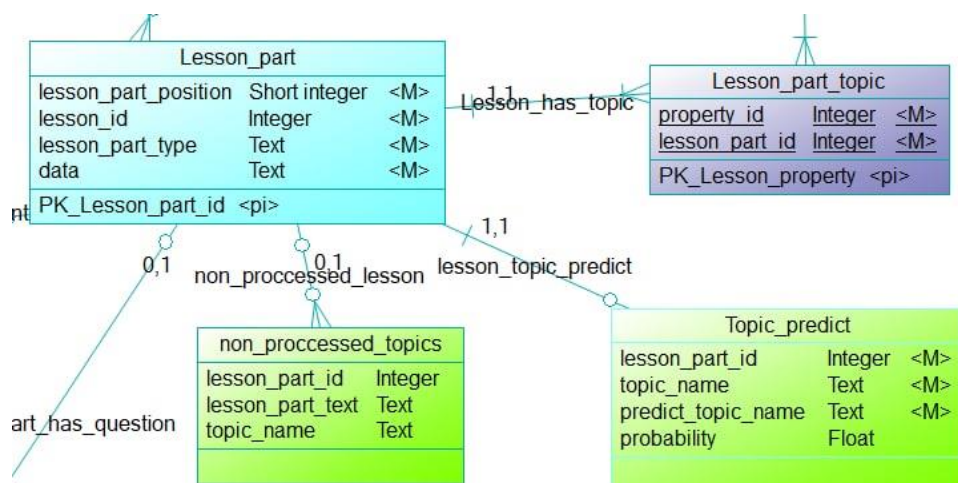 Lesson_part
lesson_part_position Short integer <M>
lesson_id Integer <M>
lesson_part_type Text <M>
data Text <M>
PK_Lesson_part_id <pi>
1,1
Lesson_has_topic
Lesson_part_topic
property_id Integer <M>
lesson_part_id Integer <M>
PK_Lesson_property <pi>
nt
0,1
0,1
non_proccessed_lesson
1,1
lesson_topic_predict
non_proccessed_topics
lesson_part_id Integer
lesson_part_text Text
topic_name Text
art_has_question
Topic_predict
lesson_part_id Integer <M>
topic_name Text <M>
predict_topic_name Text <M>
probability Float